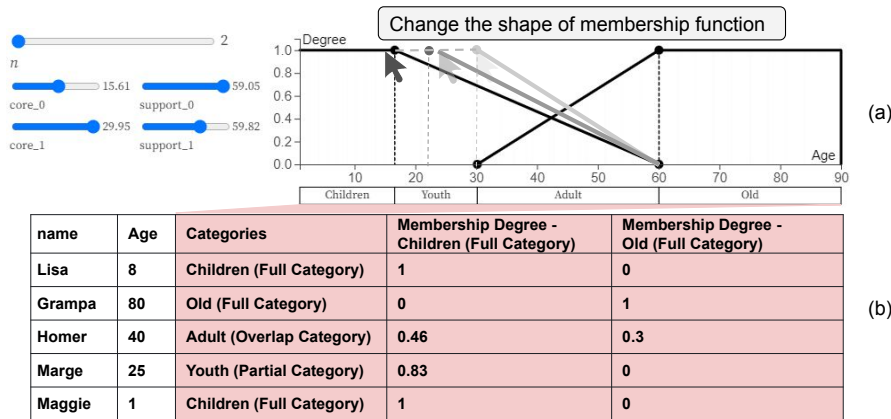 Change the shape of membership function
2
n
15.61
59.05
core_0
support_0
29.95
59.82
core_1
support_1
Degree
1.0
0.8
0.6
0.4
0.2
0.0
Age
10 20 30 40 50 60 70 80 90
Children Youth Adult Old
(a)
name Age Categories Membership Degree - Children (Full Category) Membership Degree - Old (Full Category)
Lisa 8 Children (Full Category) 1 0
Grampa 80 Old (Full Category) 0 1
Homer 40 Adult (Overlap Category) 0.46 0.3
Marge 25 Youth (Partial Category) 0.83 0
Maggie 1 Children (Full Category) 1 0
(b)